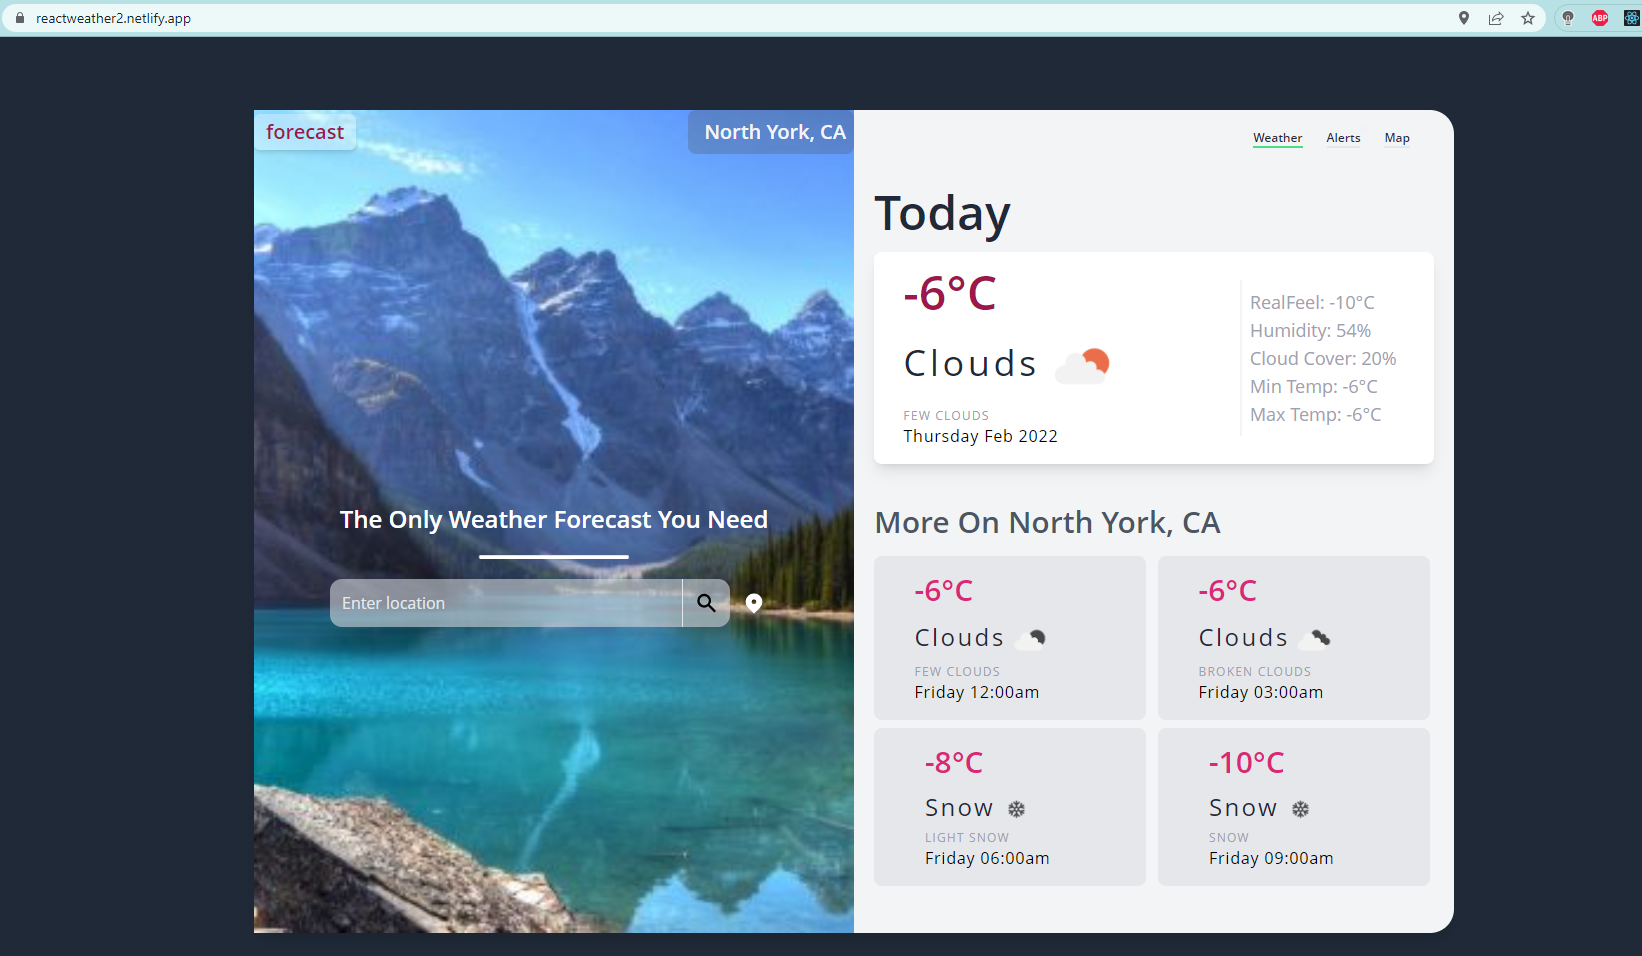 reactweather2.netlify.app
ABP
forecast
North York, CA
The Only Weather Forecast You Need
Enter location
Weather Alerts Map
Today
-6°C
Clouds
FEW CLOUDS
Thursday Feb 2022
RealFeel: -10°C
Humidity: 54%
Cloud Cover: 20%
Min Temp: -6°C
Max Temp: -6°C
More On North York, CA
-6°C
Clouds
FEW CLOUDS
Friday 12:00am
-6°C
Clouds
BROKEN CLOUDS
Friday 03:00am
-8°C
Snow
LIGHT SNOW
Friday 06:00am
-10°C
Snow
SNOW
Friday 09:00am